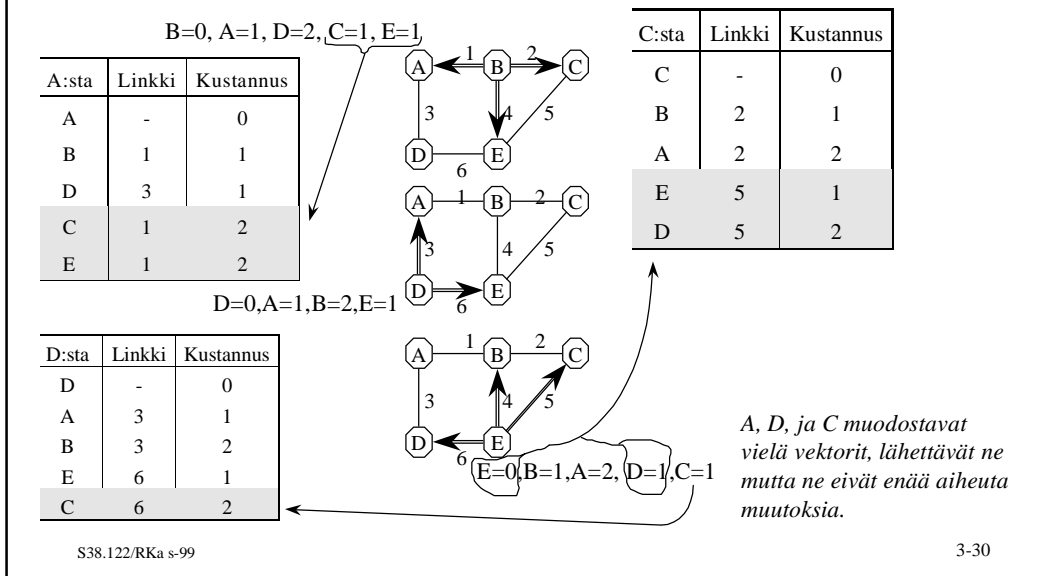 B=0, A=1, D=2, C=1, E=1
A:sta Linkki Kustannus
A - 0
B 1 1
D 3 1
C 1 2
E 1 2
A 1 B 2 C
3 4 5
D 6 E
C:sta Linkki Kustannus
C - 0
B 2 1
A 2 2
E 5 1
D 5 2
A 1 B 2 C
3 4 5
D 6 E
D=0,A=1,B=2,E=1
D:sta Linkki Kustannus
D - 0
A 3 1
B 3 2
E 6 1
C 6 2
A 1 B 2 C
3 4 5
D 6 E
E=0,B=1,A=2, D=1,C=1
A, D, ja C muodostavat
vielä vektorit, lähettävät ne
mutta ne eivät enää aiheuta
muutoksia.
S38.122/RKa s-99
3-30